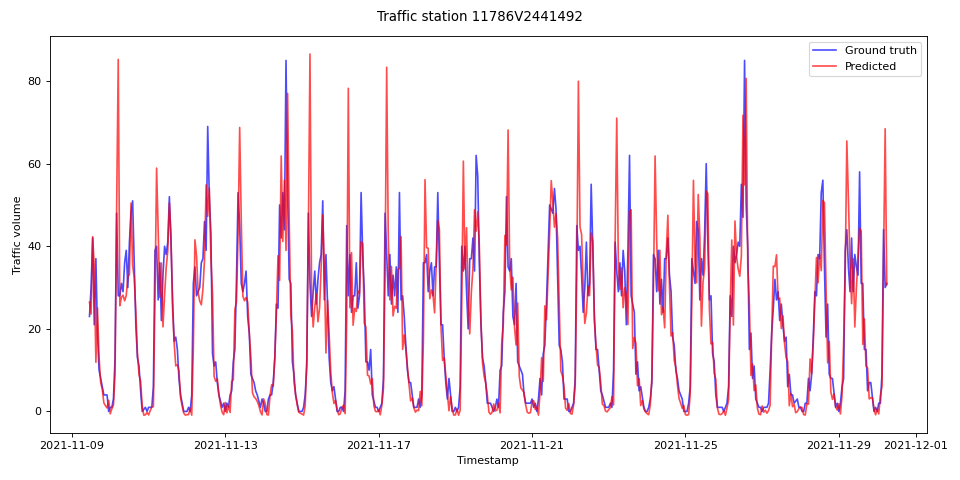 Traffic station 11786V2441492
Ground truth
Predicted
Traffic volume
80
60
40
20
0
2021-11-09
2021-11-13
2021-11-17
2021-11-21
2021-11-25
2021-11-29
2021-12-01
Timestamp